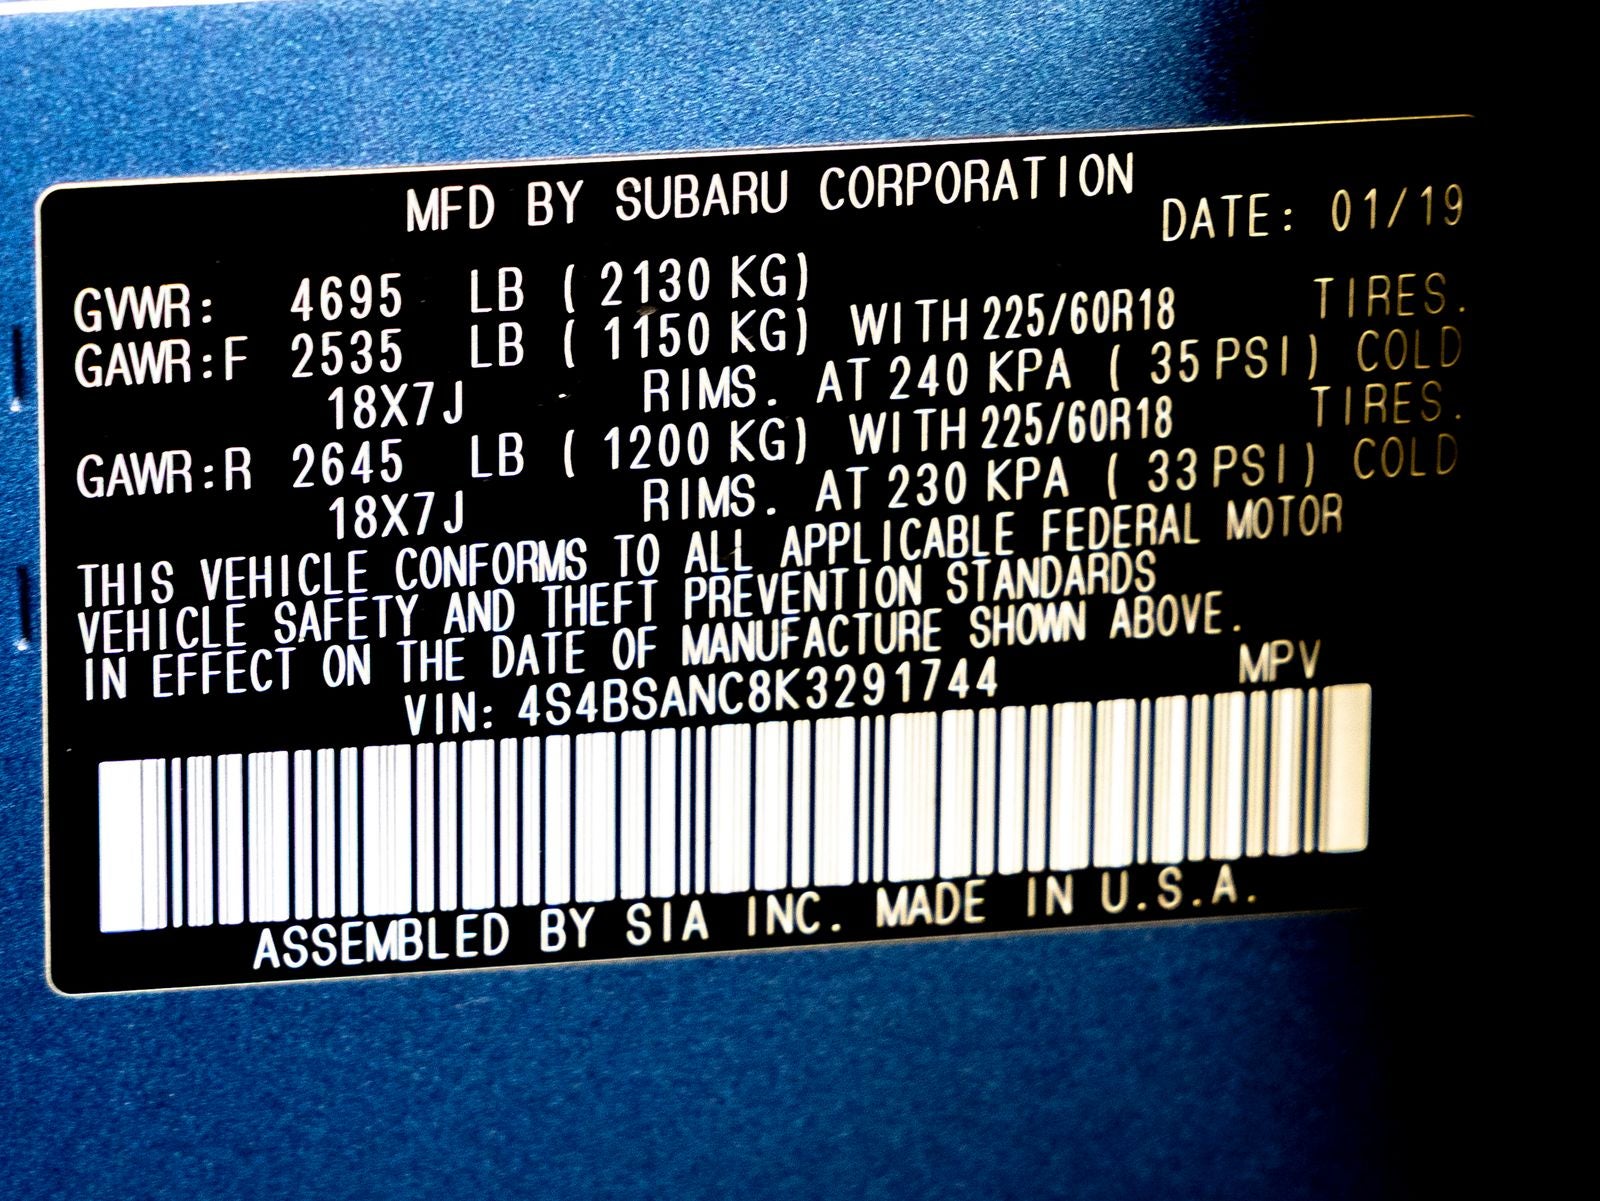 MFD BY SUBARU CORPORATION
DATE: 01/19
GVWR: 4695 LB ( 2130 KG)
GAWR:F 2535 LB ( 1150 KG) WITH 225/60R18 TIRES.
18X7J RIMS. AT 240 KPA ( 35 PSI) COLD
GAWR:R 2645 LB ( 1200 KG) WITH 225/60R18 TIRES.
18X7J RIMS. AT 230 KPA ( 33 PSI) COLD
THIS VEHICLE CONFORMS TO ALL APPLICABLE FEDERAL MOTOR
VEHICLE SAFETY AND THEFT PREVENTION STANDARDS
IN EFFECT ON THE DATE OF MANUFACTURE SHOWN ABOVE.
VIN: 4S4BSANC8K3291744 MPV
ASSEMBLED BY SIA INC. MADE IN U.S.A.